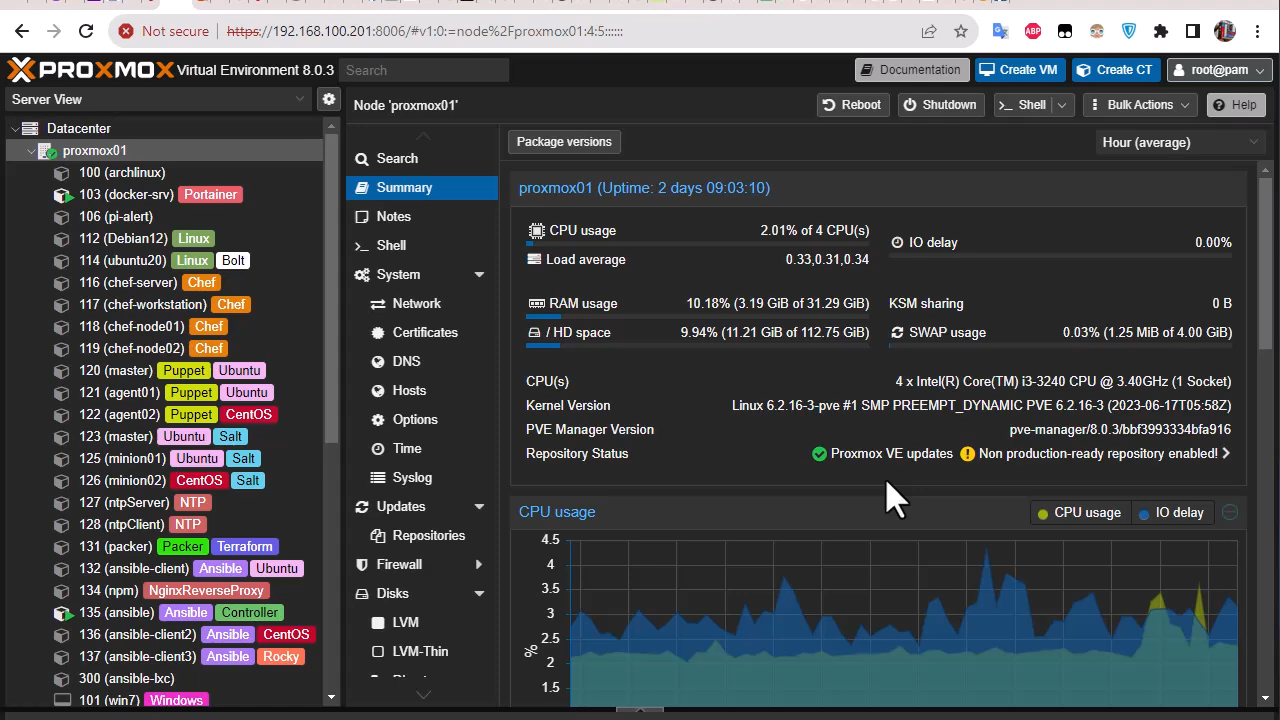 Not secure https://192.168.100.201:8006/#v1:0:=node%2Fproxmox01:4:5::::::
ABP
PROXMOX Virtual Environment 8.0.3 Search Documentation Create VM Create CT root@pam
Server View
Node 'proxmox01' Reboot Shutdown Shell Bulk Actions Help
Datacenter
proxmox01
100 (archlinux)
103 (docker-srv) Portainer
106 (pi-alert)
112 (Debian12) Linux
114 (ubuntu20) Linux Bolt
116 (chef-server) Chef
117 (chef-workstation) Chef
118 (chef-node01) Chef
119 (chef-node02) Chef
120 (master) Puppet Ubuntu
121 (agent01) Puppet Ubuntu
122 (agent02) Puppet CentOS
123 (master) Ubuntu Salt
125 (minion01) Ubuntu Salt
126 (minion02) CentOS Salt
127 (ntpServer) NTP
128 (ntpClient) NTP
131 (packer) Packer Terraform
132 (ansible-client) Ansible Ubuntu
134 (npm) NginxReverseProxy
135 (ansible) Ansible Controller
136 (ansible-client2) Ansible CentOS
137 (ansible-client3) Ansible Rocky
300 (ansible-lxc)
101 (win7) Windows
Search
Summary
Notes
Shell
System
Network
Certificates
DNS
Hosts
Options
Time
Syslog
Updates
Repositories
Firewall
Disks
LVM
LVM-Thin
Package versions Hour (average)
proxmox01 (Uptime: 2 days 09:03:10)
CPU usage 2.01% of 4 CPU(s)
IO delay 0.00%
Load average 0.33,0.31,0.34
RAM usage 10.18% (3.19 GiB of 31.29 GiB)
KSM sharing 0 B
/ HD space 9.94% (11.21 GiB of 112.75 GiB)
SWAP usage 0.03% (1.25 MiB of 4.00 GiB)
CPU(s) 4 x Intel(R) Core(TM) i3-3240 CPU @ 3.40GHz (1 Socket)
Kernel Version Linux 6.2.16-3-pve #1 SMP PREEMPT_DYNAMIC PVE 6.2.16-3 (2023-06-17T05:58Z)
PVE Manager Version pve-manager/8.0.3/bbf3993334bfa916
Repository Status Proxmox VE updates Non production-ready repository enabled!
CPU usage CPU usage IO delay
4.5
4
3.5
3
2.5
2
1.5
%